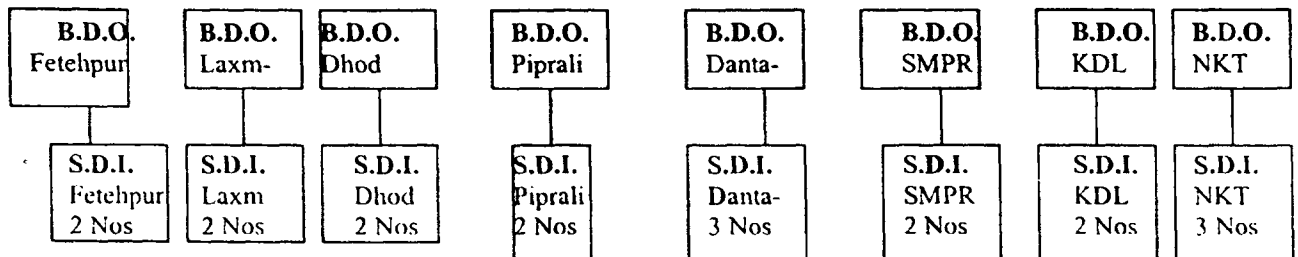 B.D.O. B.D.O. B.D.O. B.D.O. B.D.O. B.D.O. B.D.O. B.D.O.
Fetehpur Laxm- Dhod Piprali Danta- SMPR KDL NKT
S.D.I. S.D.I. S.D.I. S.D.I. S.D.I. S.D.I. S.D.I. S.D.I.
Fetehpur Laxm Dhod Piprali Danta- SMPR KDL NKT
2 Nos 2 Nos 2 Nos 2 Nos 3 Nos 2 Nos 2 Nos 3 Nos